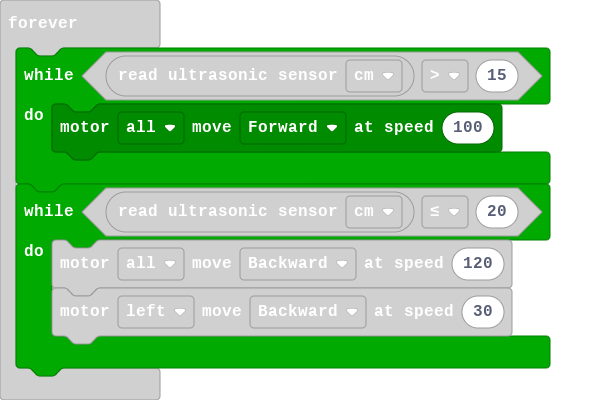 forever
while read ultrasonic sensor cm > 15
do motor all move Forward at speed 100
while read ultrasonic sensor cm ≤ 20
do motor all move Backward at speed 120
motor left move Backward at speed 30